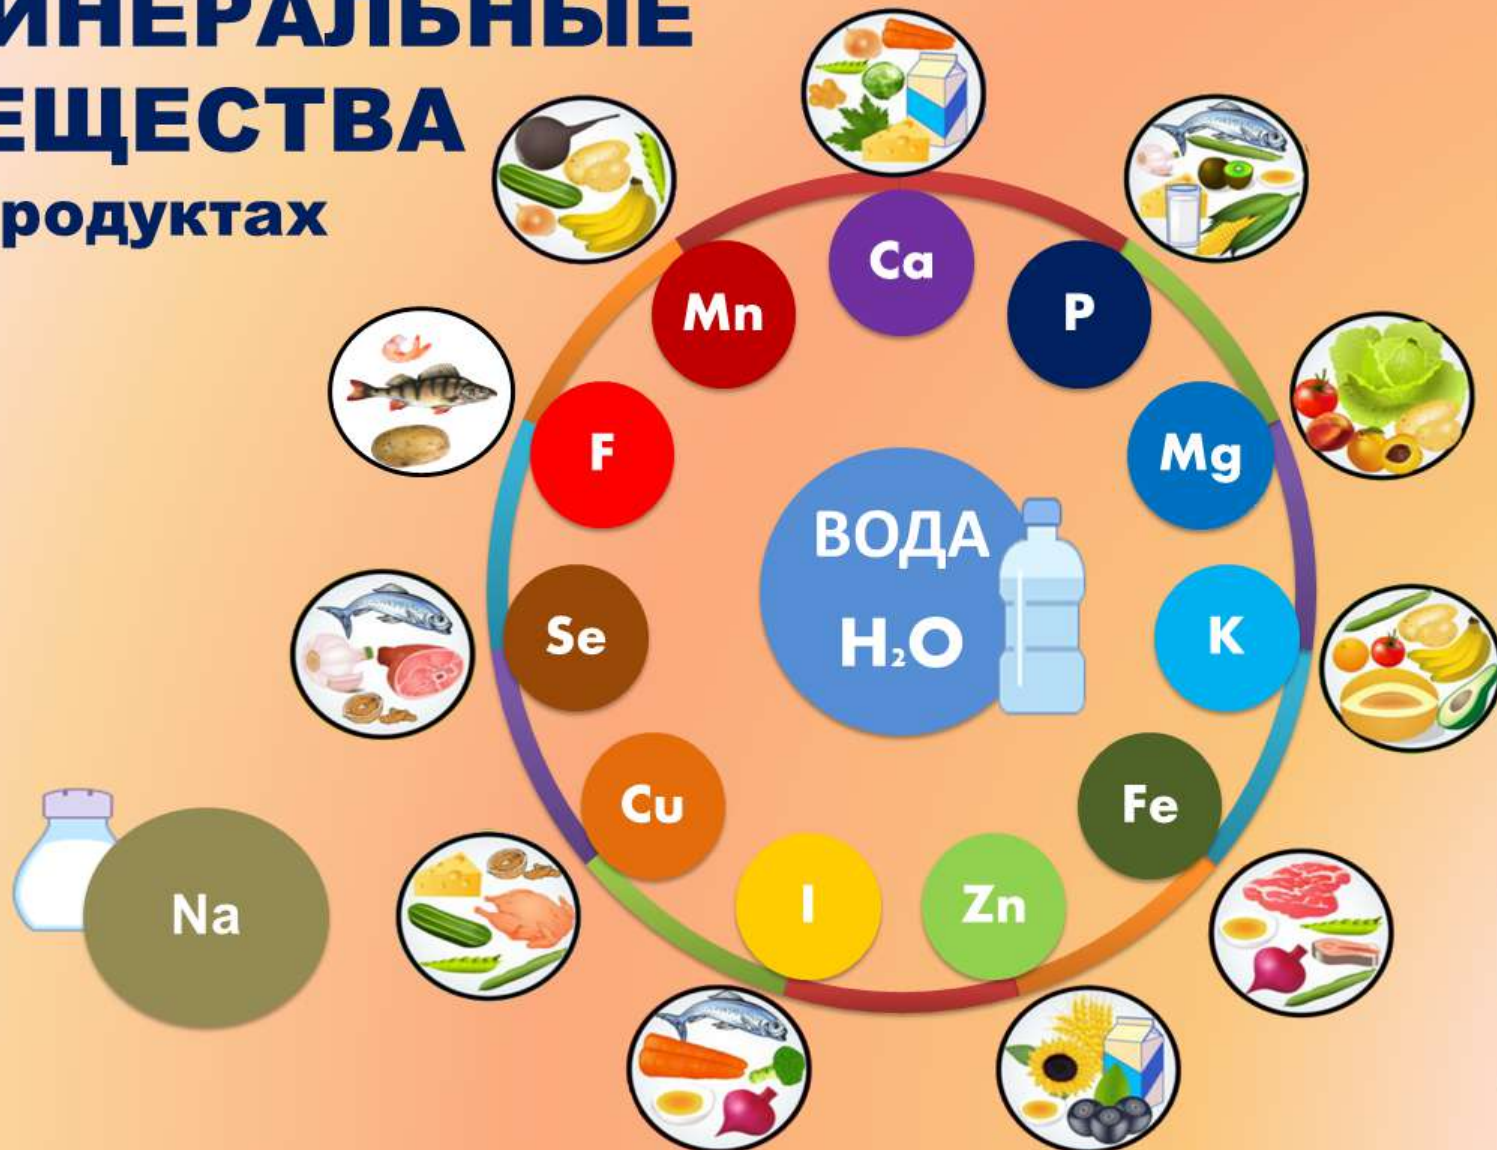 ИНЕРАЛЬНЫЕ
ЕЩЕСТВА
родуктах
Ca
Mn
P
F
Mg
ВОДА
H₂O
Se
K
Cu
Fe
I
Zn
Na